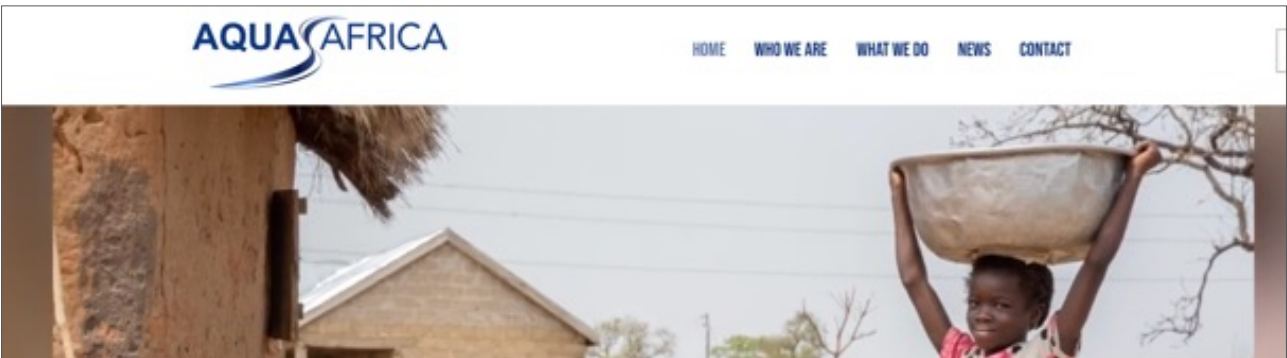 AQUA AFRICA
HOME WHO WE ARE WHAT WE DO NEWS CONTACT